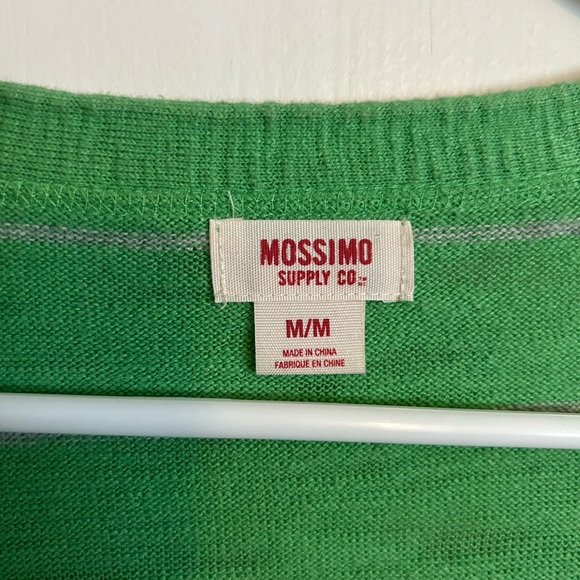 MOSSIMO
SUPPLY CO.
M/M
MADE IN CHINA
FABRIQUÉ EN CHINE